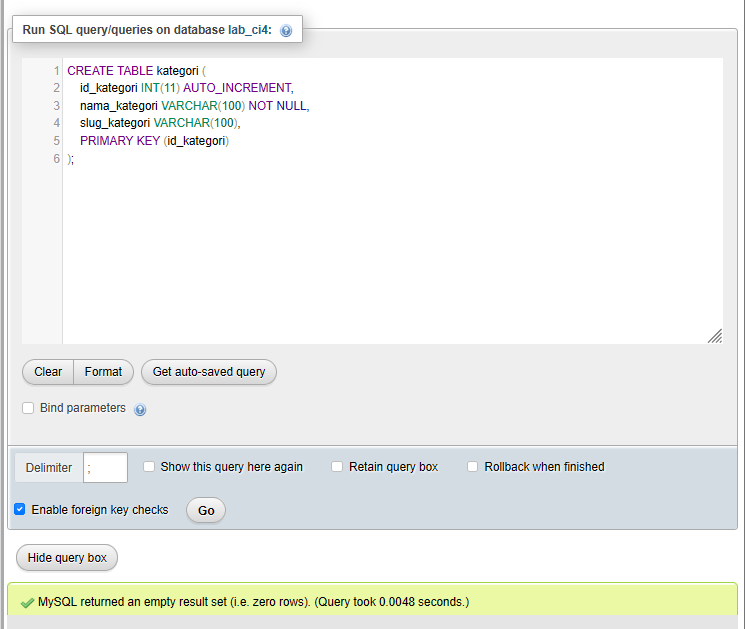 Run SQL query/queries on database lab_ci4:
1 CREATE TABLE kategori (
2 id_kategori INT(11) AUTO_INCREMENT,
3 nama_kategori VARCHAR(100) NOT NULL,
4 slug_kategori VARCHAR(100),
5 PRIMARY KEY (id_kategori)
6 );
Clear Format Get auto-saved query
Bind parameters
Delimiter ; Show this query here again Retain query box Rollback when finished
Enable foreign key checks Go
Hide query box
MySQL returned an empty result set (i.e. zero rows). (Query took 0.0048 seconds.)